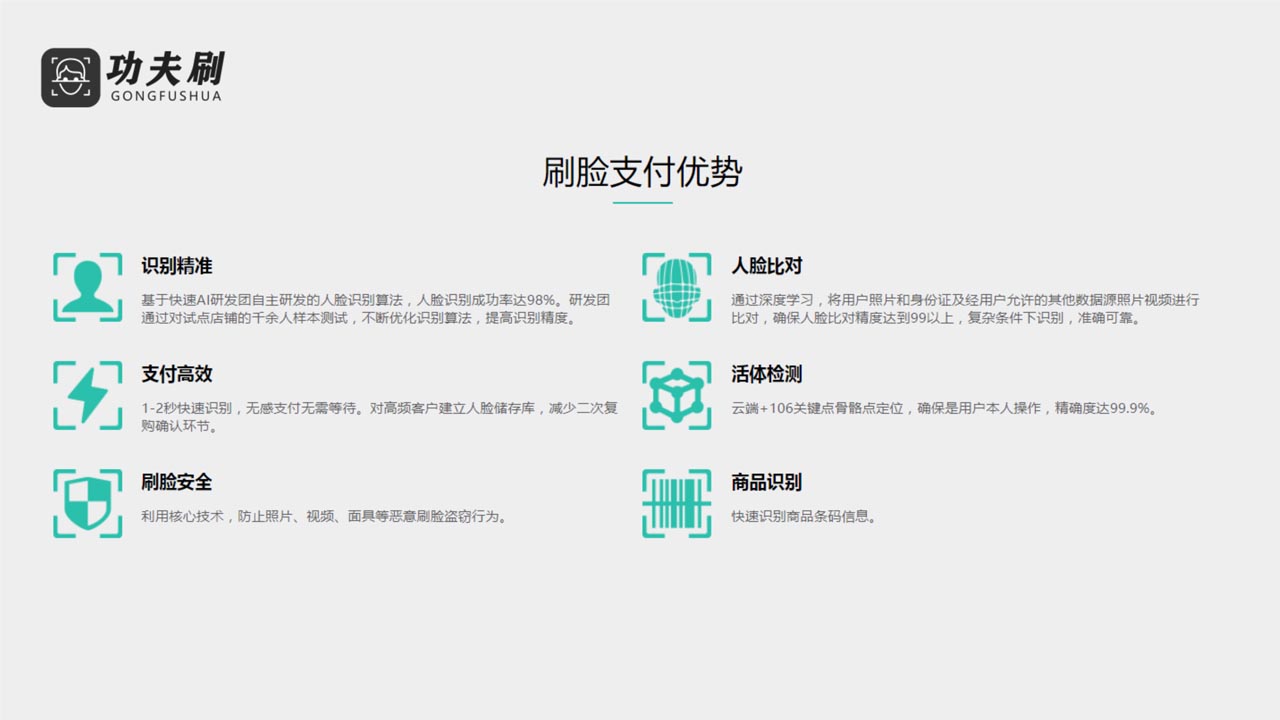 功夫刷
GONGFUSHUA
刷脸支付优势
识别精准
基于快速AI研发团自主研发的人脸识别算法，人脸识别成功率达98%。研发团
通过对试点店铺的千余人样本测试，不断优化识别算法，提高识别精度。
人脸比对
通过深度学习，将用户照片和身份证及经用户允许的其他数据源照片视频进行
比对，确保人脸比对精度达到99以上，复杂条件下识别，准确可靠。
支付高效
1-2秒快速识别，无感支付无需等待。对高频客户建立人脸储存库，减少二次复
购确认环节。
活体检测
云端+106关键点骨骼点定位，确保是用户本人操作，精确度达99.9%。
刷脸安全
利用核心技术，防止照片、视频、面具等恶意刷脸盗窃行为。
商品识别
快速识别商品条码信息。